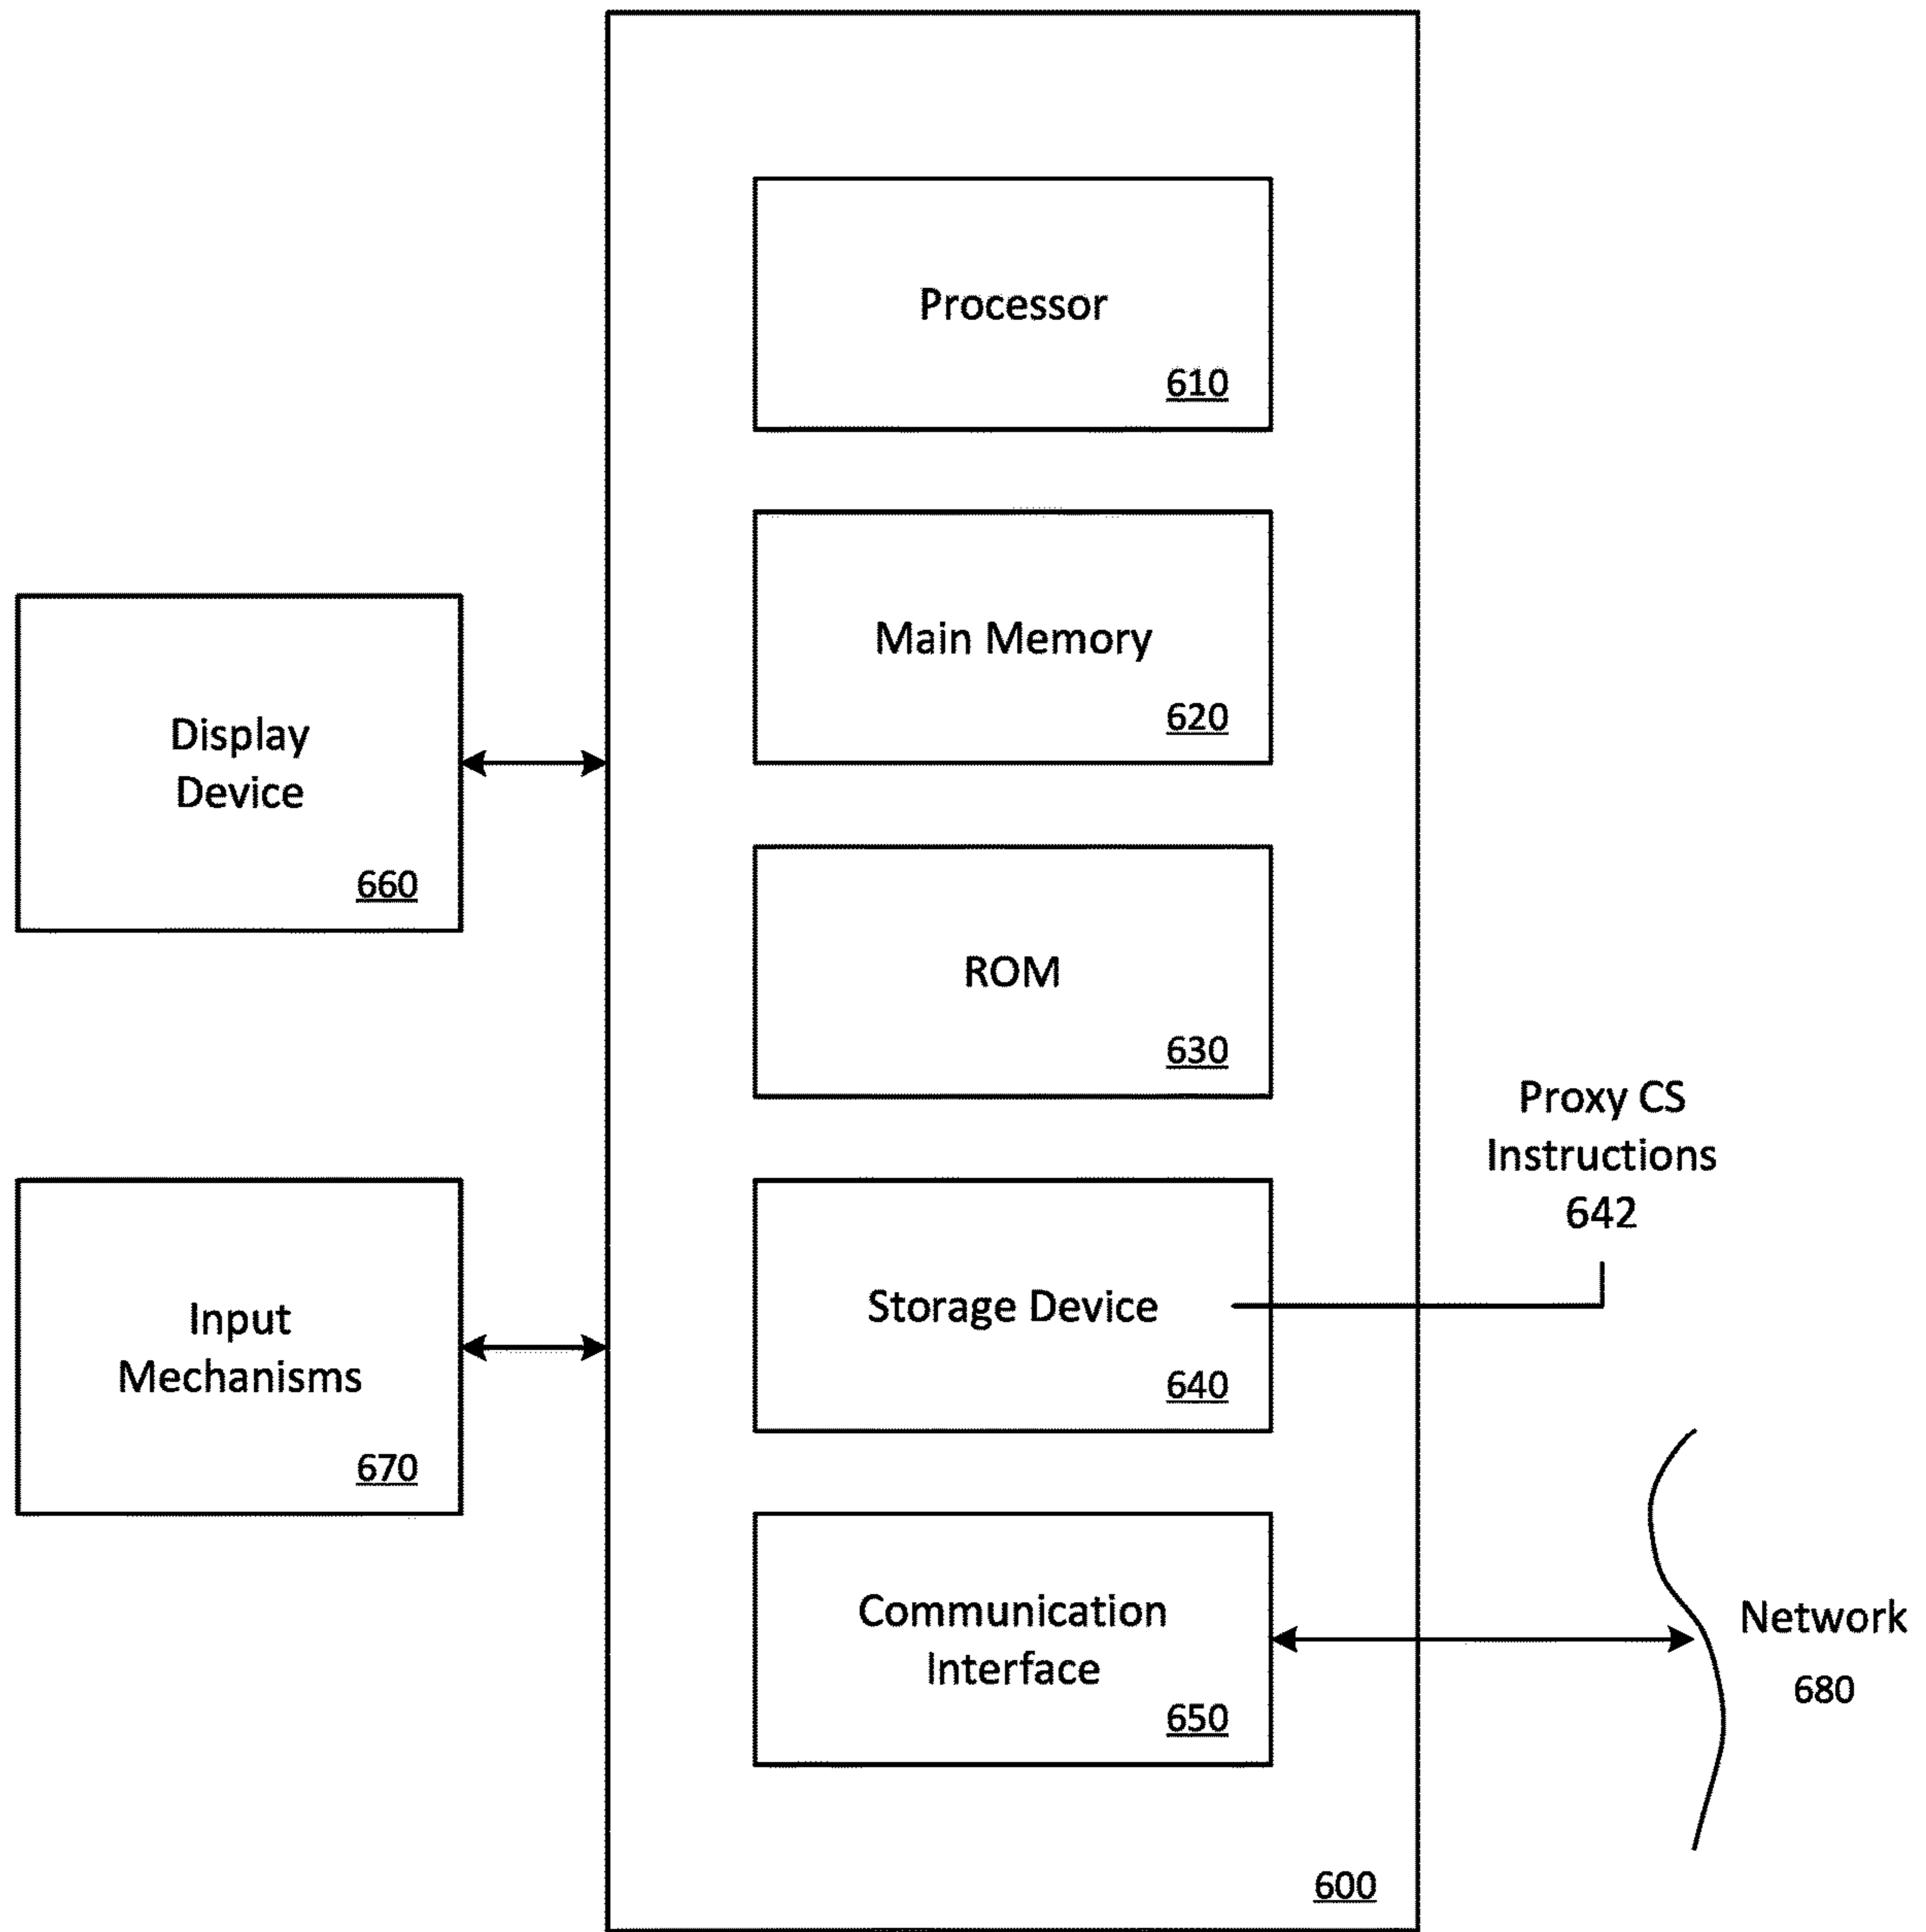 Processor
610
Main Memory
620
Display
Device
660
ROM
630
Proxy CS
Instructions
642
Storage Device
640
Input
Mechanisms
670
Communication
Interface
650
Network
680
600